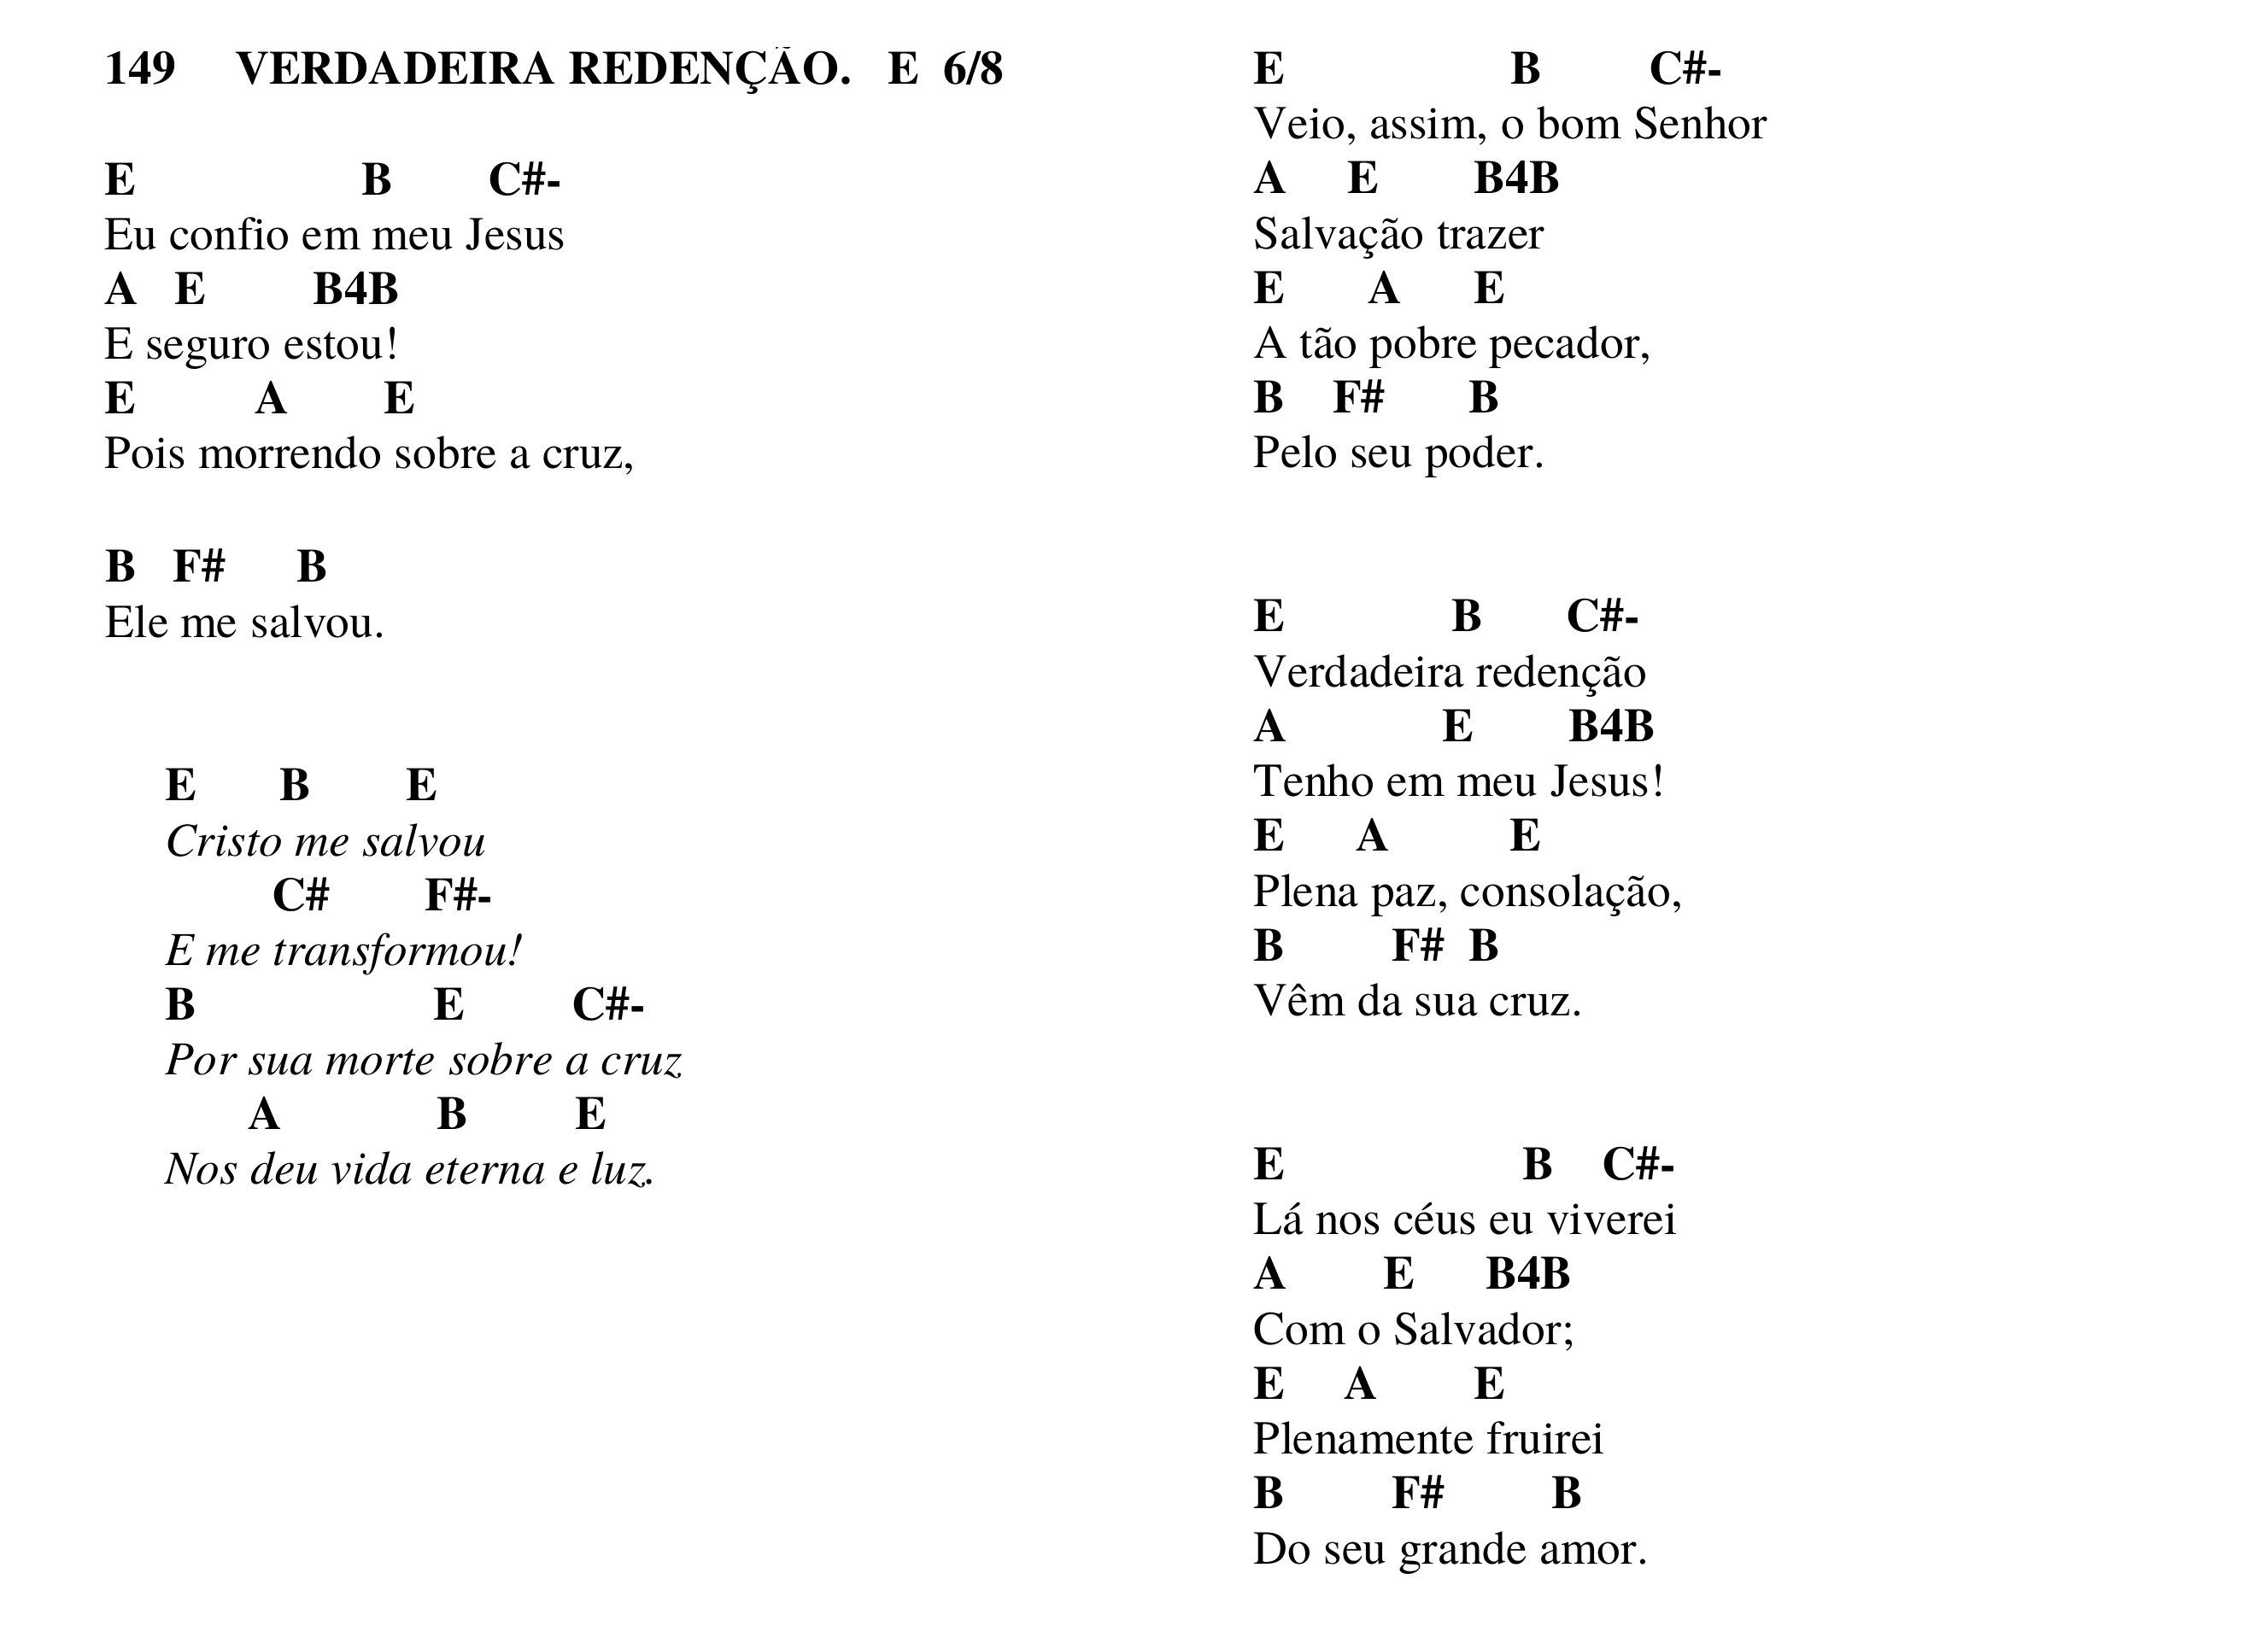 149     VERDADEIRA REDENÇÃO.   E  6/8
E                   B        C#-
Eu confio em meu Jesus
A   E         B4B
E seguro estou!
E          A        E
Pois morrendo sobre a cruz,
B   F#      B
Ele me salvou.
E       B        E
Cristo me salvou
C#        F#-
E me transformou!
B                    E         C#-
Por sua morte sobre a cruz
A             B         E
Nos deu vida eterna e luz.
E                   B         C#-
Veio, assim, o bom Senhor
A     E        B4B
Salvação trazer
E       A      E
A tão pobre pecador,
B    F#       B
Pelo seu poder.
E              B       C#-
Verdadeira redenção
A             E        B4B
Tenho em meu Jesus!
E      A          E
Plena paz, consolação,
B         F#  B
Vêm da sua cruz.
E                    B    C#-
Lá nos céus eu viverei
A        E      B4B
Com o Salvador;
E     A        E
Plenamente fruirei
B         F#         B
Do seu grande amor.